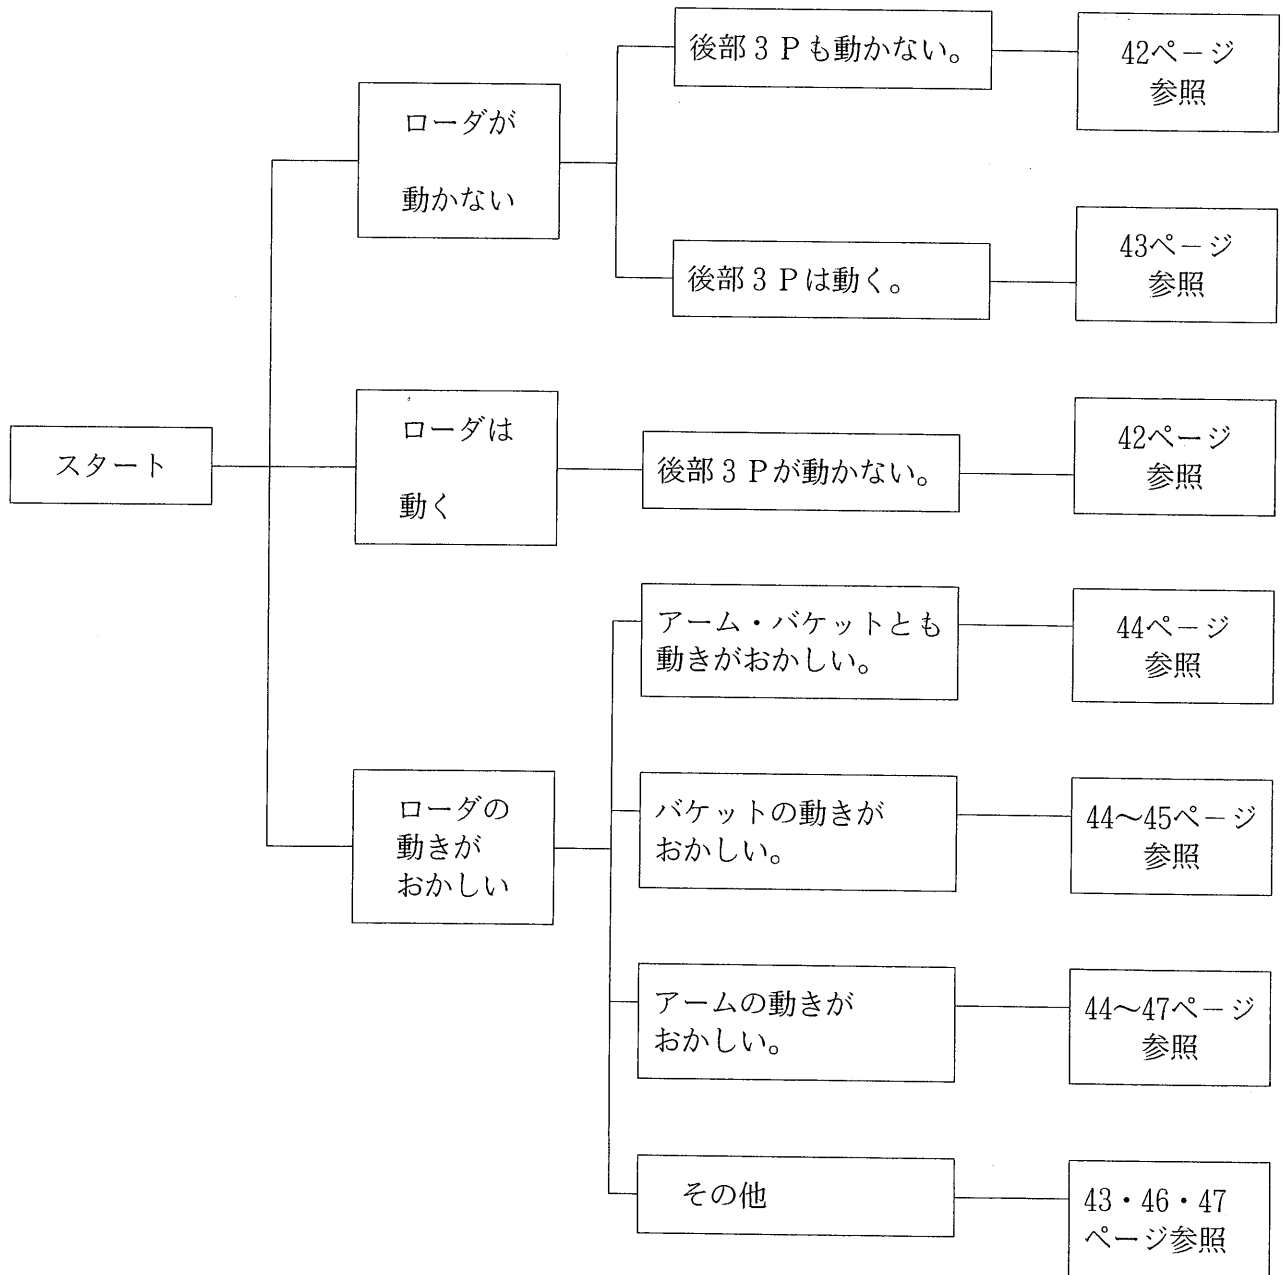 スタート
ローダが
動かない
後部3Pも動かない。
42ページ
参照
後部3Pは動く。
43ページ
参照
ローダは
動く
後部3Pが動かない。
42ページ
参照
ローダの
動きが
おかしい
アーム・バケットとも
動きがおかしい。
44ページ
参照
バケットの動きが
おかしい。
44〜45ページ
参照
アームの動きが
おかしい。
44〜47ページ
参照
その他
43・46・47
ページ参照